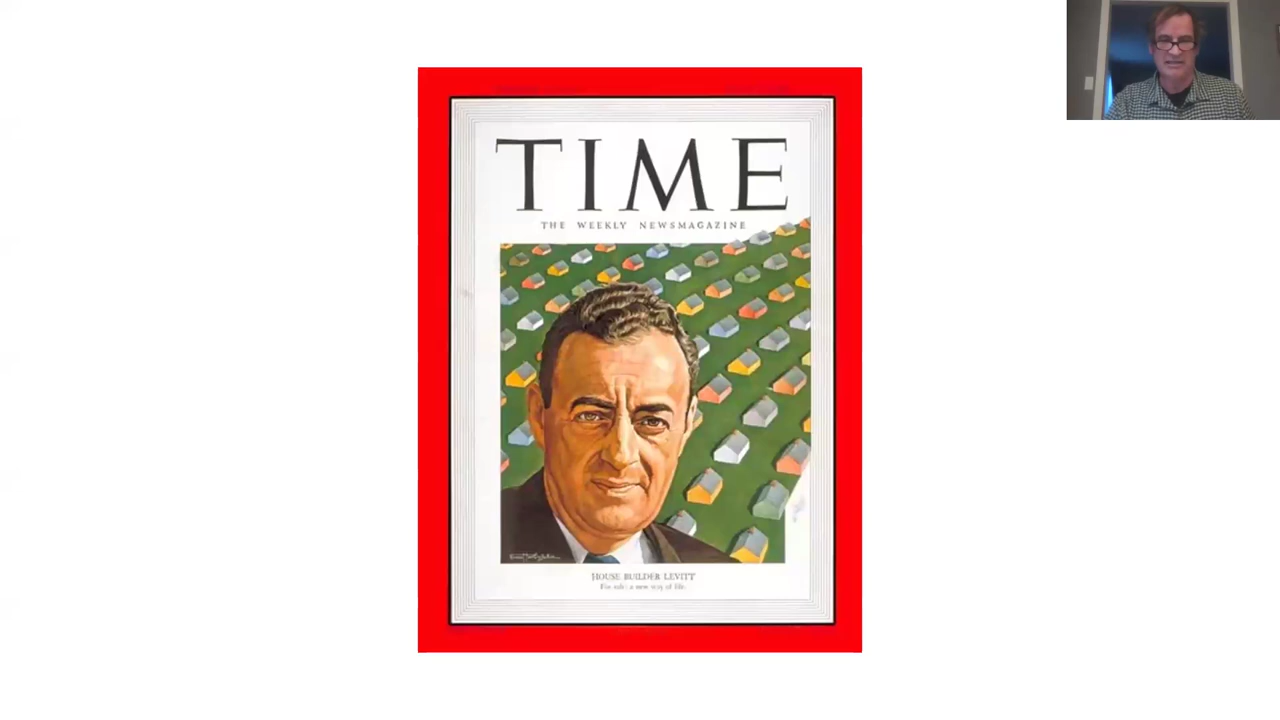 TIME
THE WEEKLY NEWSMAGAZINE
HOUSE BUILDER LEVITT
For sale: a new way of life.